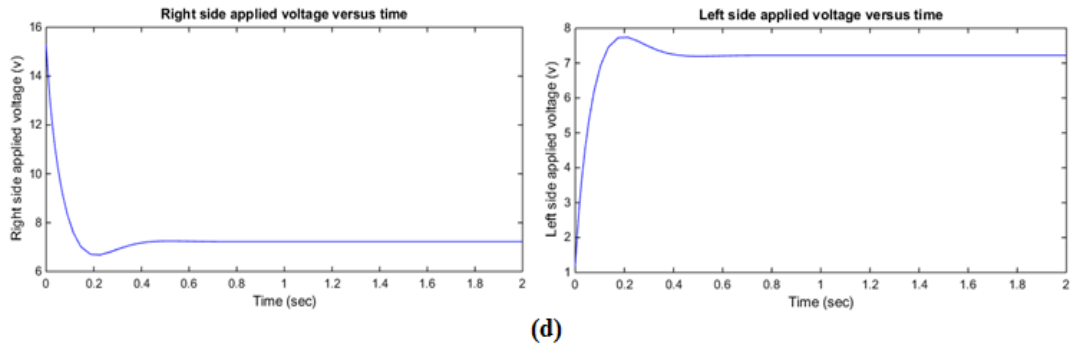 Right side applied voltage versus time
Right side applied voltage (v)
16
14
12
10
8
6
0 0.2 0.4 0.6 0.8 1 1.2 1.4 1.6 1.8 2
Time (sec)
Left side applied voltage versus time
Left side applied voltage (v)
8
7
6
5
4
3
2
1
0 0.2 0.4 0.6 0.8 1 1.2 1.4 1.6 1.8 2
Time (sec)
(d)